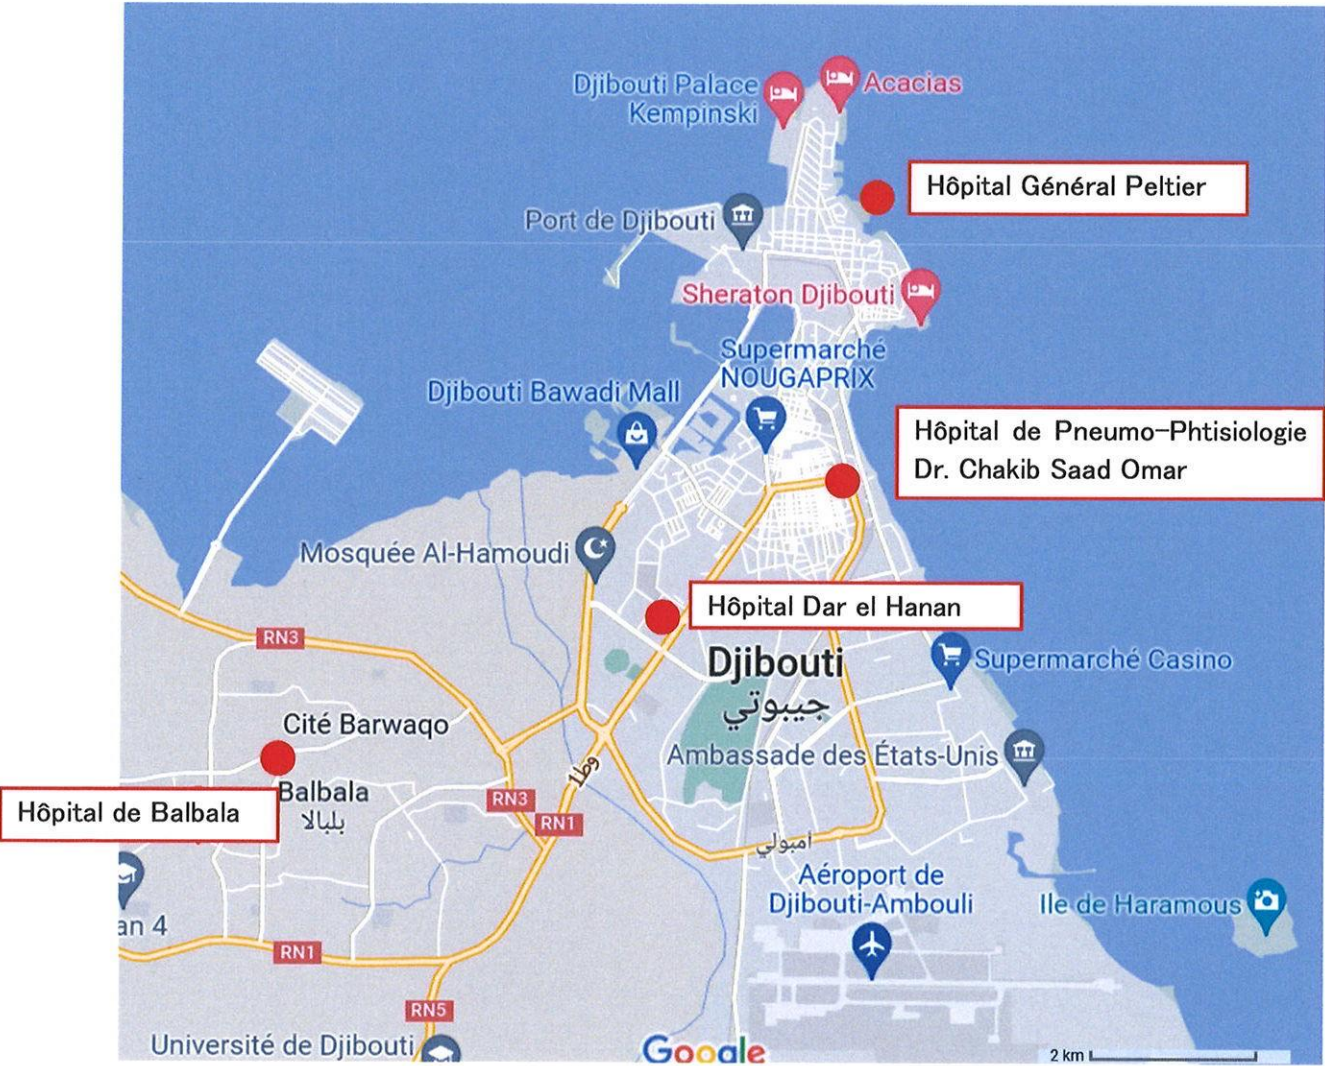 Djibouti Palace
Kempinski
Acacias
Hôpital Général Peltier
Port de Djibouti
Sheraton Djibouti
Supermarché
NOUGAPRIX
Djibouti Bawadi Mall
Hôpital de Pneumo-Phtisiologie
Dr. Chakib Saad Omar
Mosquée Al-Hamoudi
Hôpital Dar el Hanan
RN3
Djibouti
جيبوتي
Supermarché Casino
Cité Barwaqo
Ambassade des États-Unis
وط1
Balbala
بلبالا
Hôpital de Balbala
RN3
RN1
أمبولي
Aéroport de
Djibouti-Ambouli
Ile de Haramous
an 4
RN1
RN5
Université de Djibouti
Google
2 km